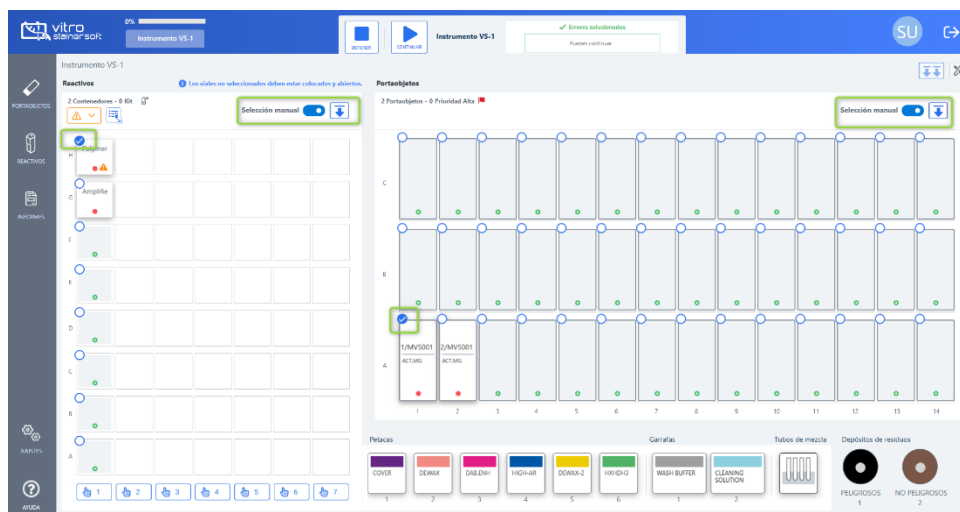 vitro
stainersoft
0%
Instrumento VS-1
DETENER
CONTINUAR
Instrumento VS-1
Errores solucionados
Puedes continuar
SU
Instrumento VS-1
Reactivos
Los viales no seleccionados deben estar colocados y abiertos.
Portaobjetos
2 Contenedores - 0 Kit
Selección manual
2 Portaobjetos - 0 Prioridad Alta
Selección manual
PORTAOBJETOS
REACTIVOS
INFORMES
AJUSTES
AYUDA
H
Polymer
G
Amplifie
F
E
D
C
B
A
1 2 3 4 5 6 7
C
B
A
1/MVS001
ACT.MG
2/MVS001
ACT.MG
1 2 3 4 5 6 7 8 9 10 11 12 13 14
Petacas
Garrafas
Tubos de mezcla
Depósitos de residuos
COVER
DEWAX
DAB.ENH
HIGH-AR
DEWAX-2
WASH BUFFER
CLEANING
SOLUTION
1 2 3 4 5 6
1 2
PELIGROSOS
1
NO PELIGROSOS
2